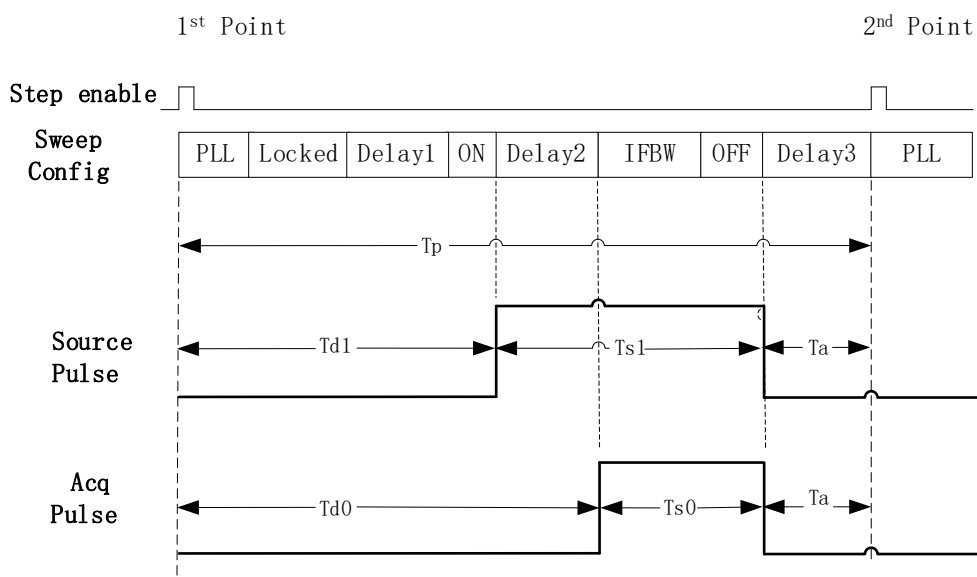 1st Point 2nd Point
Step enable
Sweep
Config
PLL Locked Delay1 ON Delay2 IFBW OFF Delay3 PLL
Tp
Source
Pulse
Td1 Ts1 Ta
Acq
Pulse
Td0 Ts0 Ta